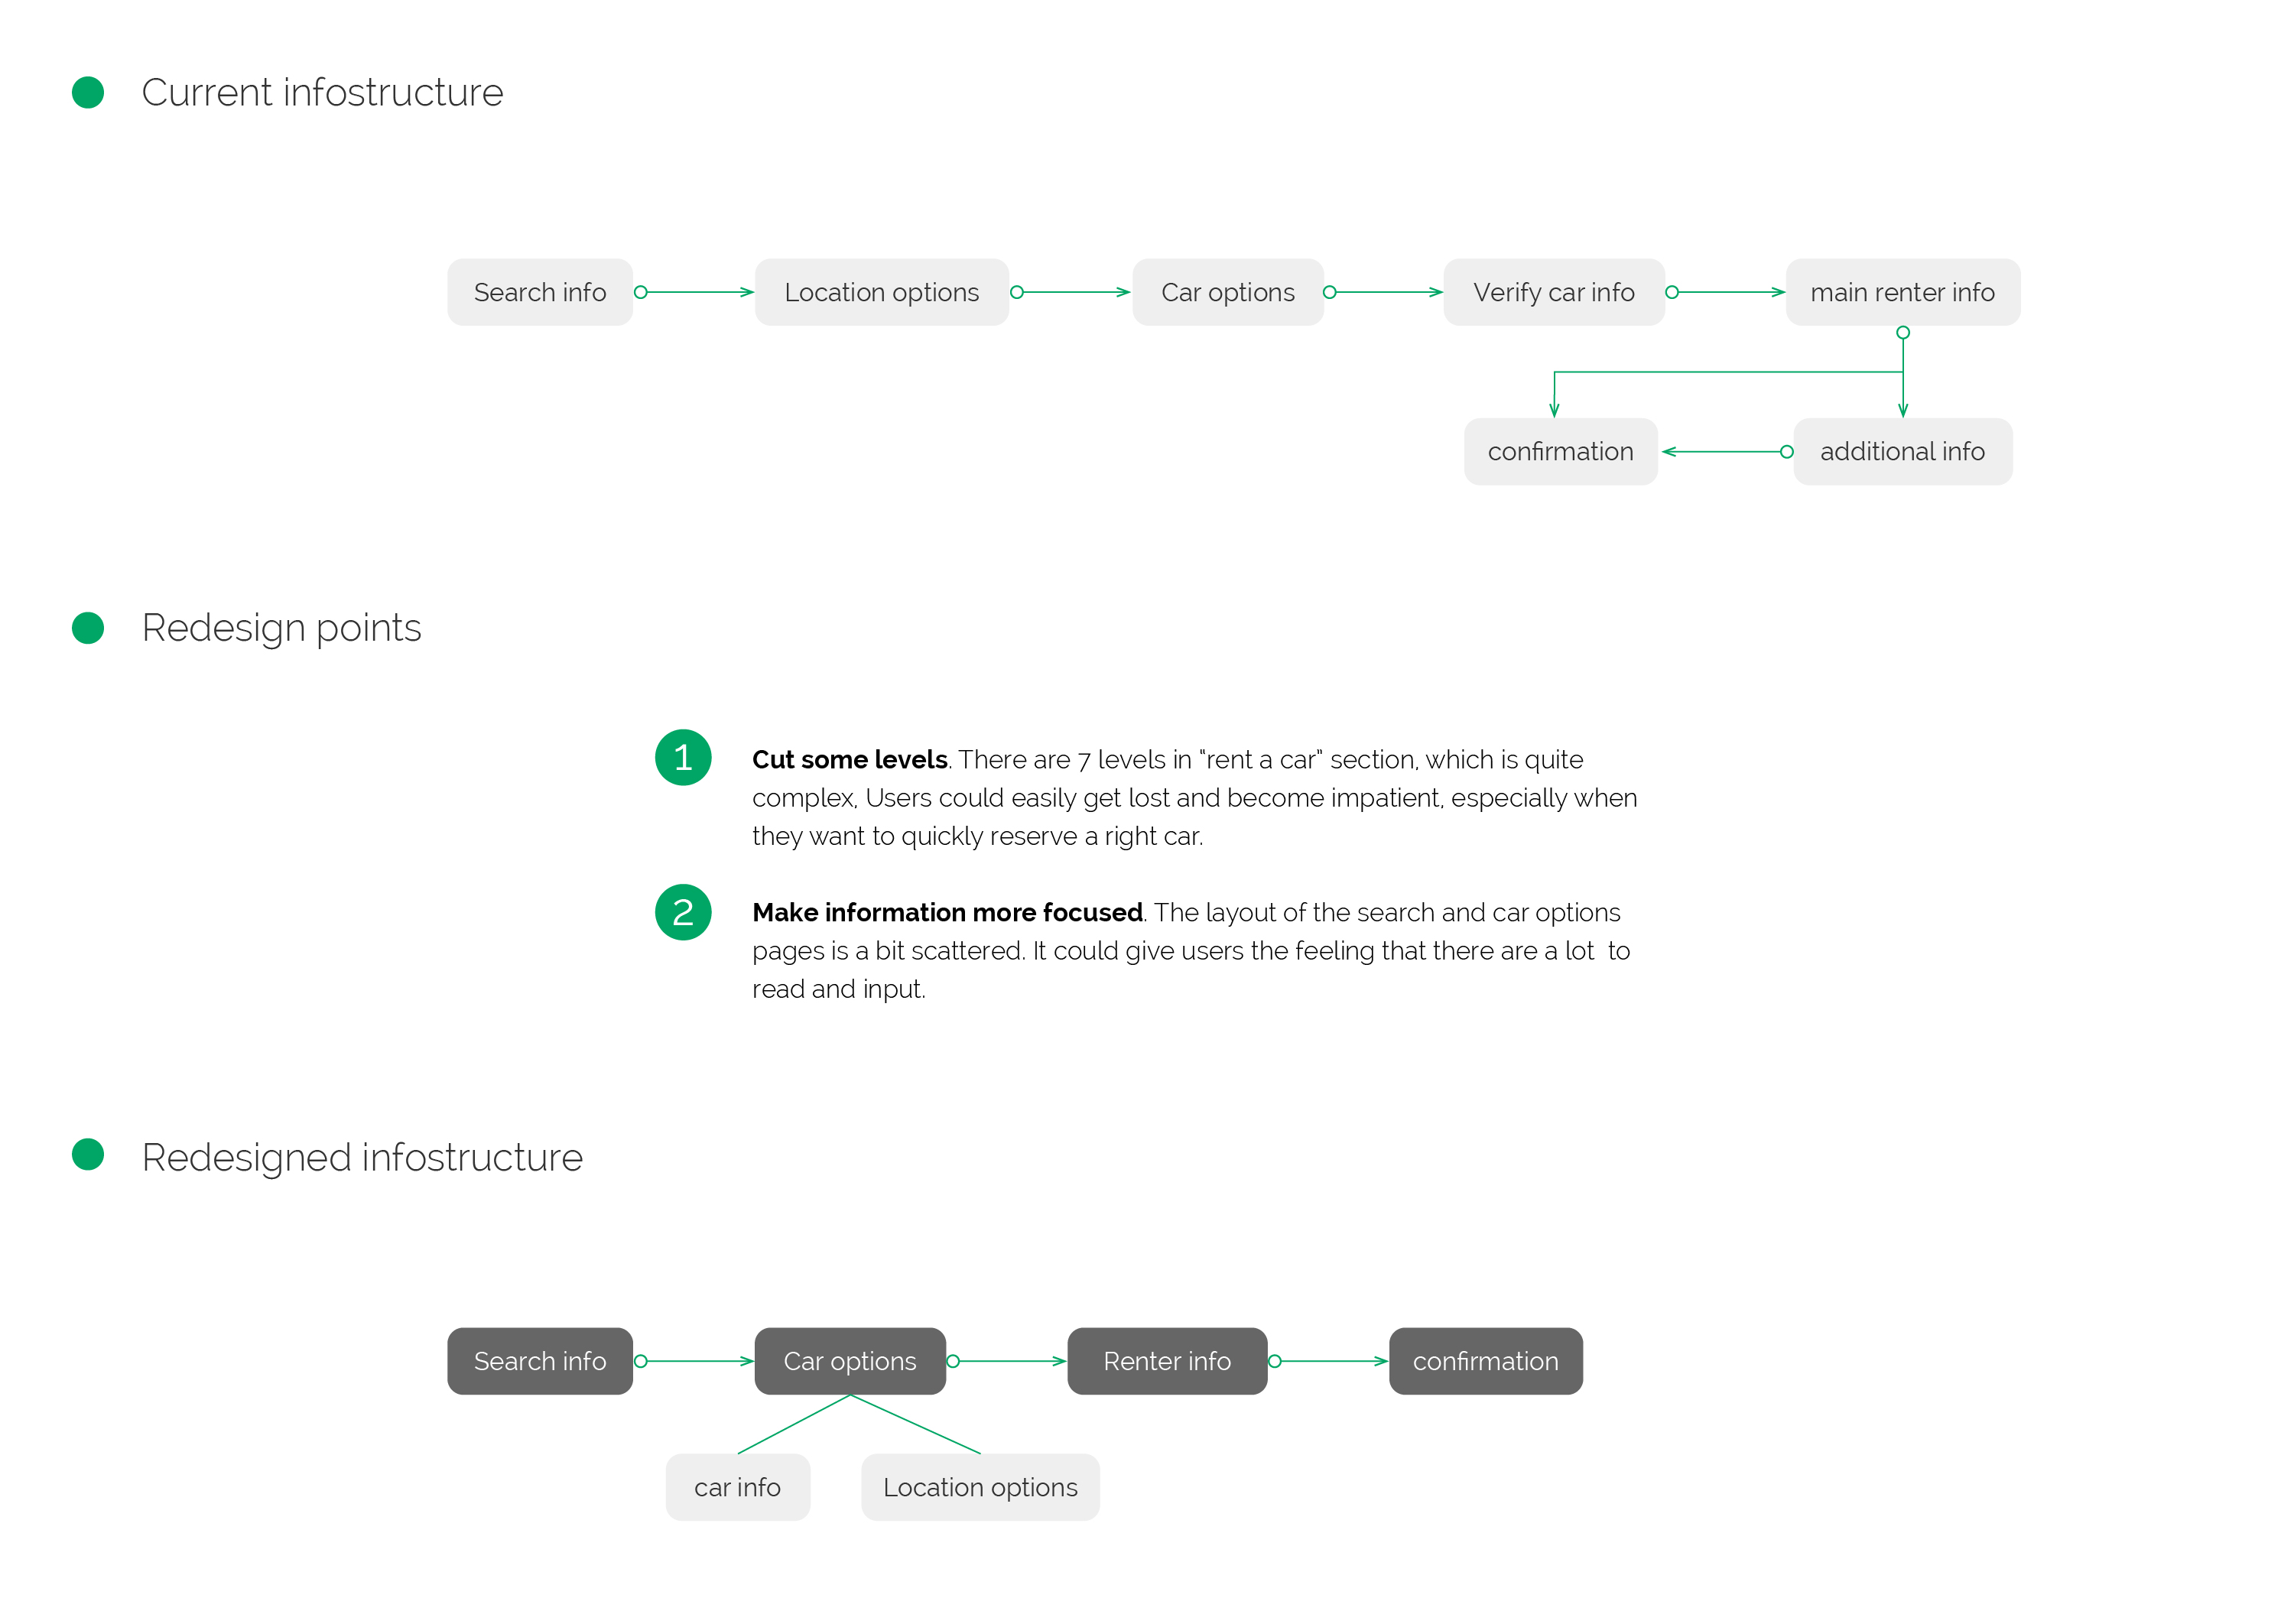 Current infostructure
Search info
Location options
Car options
Verify car info
main renter info
confirmation
additional info
Redesign points
1
Cut some levels. There are 7 levels in "rent a car" section, which is quite
complex, Users could easily get lost and become impatient, especially when
they want to quickly reserve a right car.
2
Make information more focused. The layout of the search and car options
pages is a bit scattered. It could give users the feeling that there are a lot  to
read and input.
Redesigned infostructure
Search info
Car options
Renter info
confirmation
car info
Location options